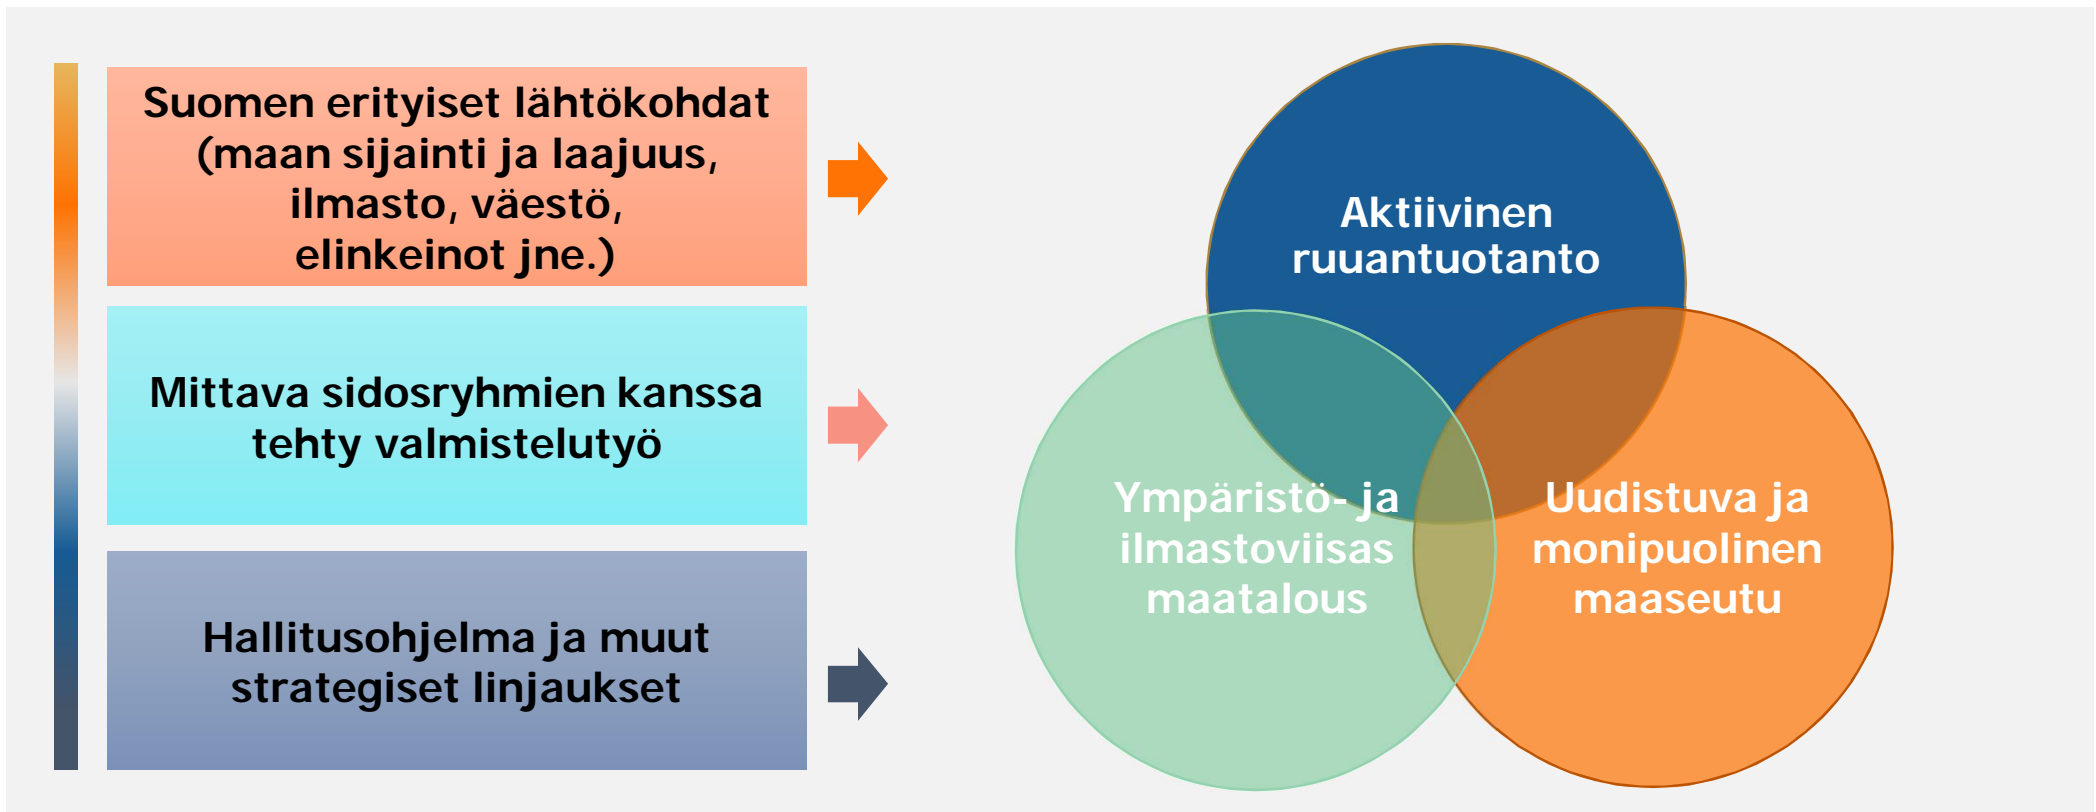 Suomen erityiset lähtökohdat
(maan sijainti ja laajuus,
ilmasto, väestö,
elinkeinot jne.)
Mittava sidosryhmien kanssa
tehty valmistelutyö
Hallitusohjelma ja muut
strategiset linjaukset
Aktiivinen
ruuantuotanto
Ympäristö- ja
ilmastoviisas
maatalous
Uudistuva ja
monipuolinen
maaseutu